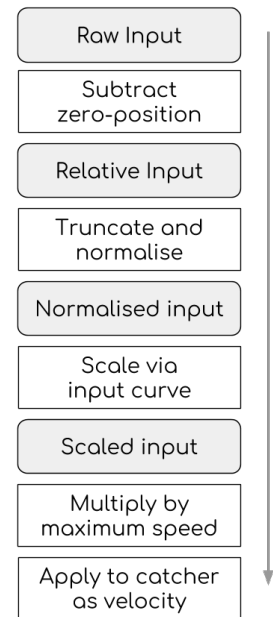 Raw Input
Subtract
zero-position
Relative Input
Truncate and
normalise
Normalised input
Scale via
input curve
Scaled input
Multiply by
maximum speed
Apply to catcher
as velocity